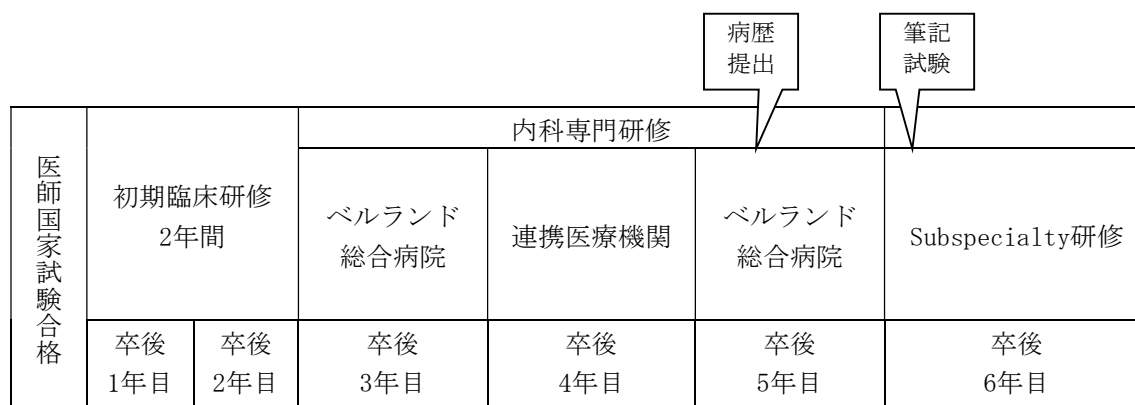 病歴
提出
筆記
試験
医師国家試験合格
初期臨床研修
2年間
内科専門研修
ベルランド
総合病院
連携医療機関
ベルランド
総合病院
Subspecialty研修
卒後
1年目
卒後
2年目
卒後
3年目
卒後
4年目
卒後
5年目
卒後
6年目